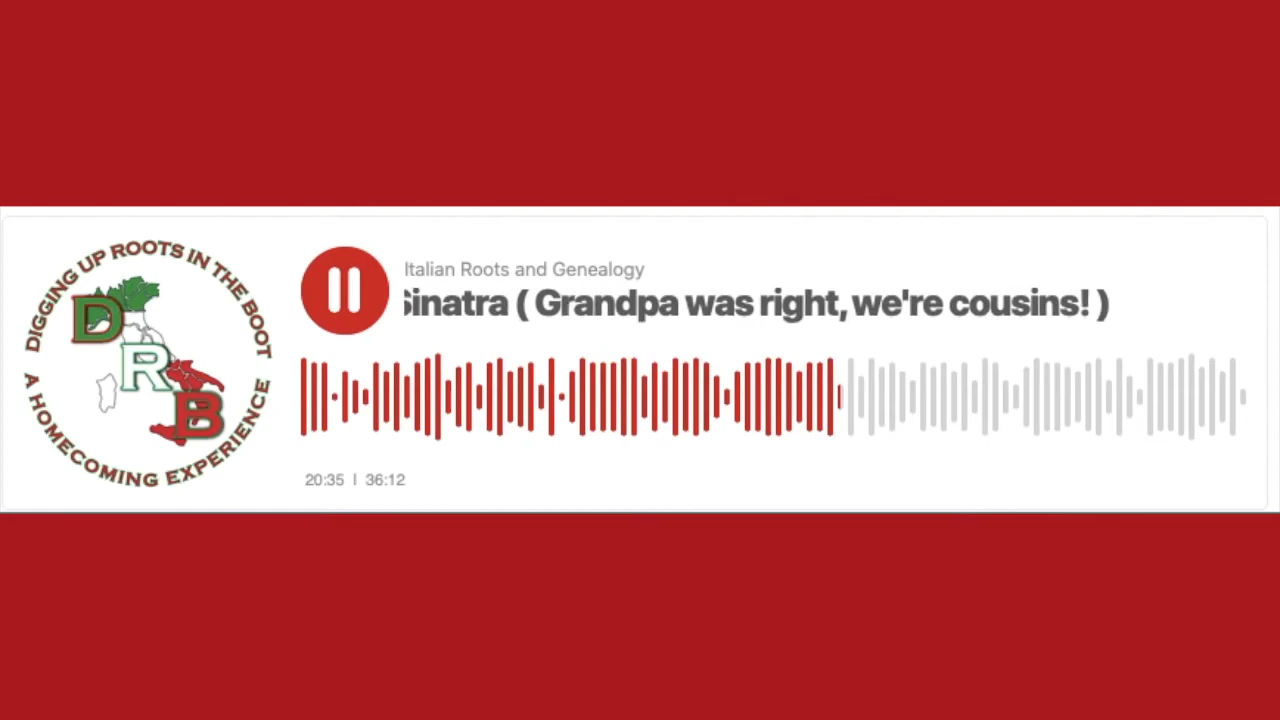 DIGGING UP ROOTS IN THE BOOT
D
R
B
A HOMECOMING EXPERIENCE
Italian Roots and Genealogy
Sinatra ( Grandpa was right, we're cousins! )
20:35 | 36:12